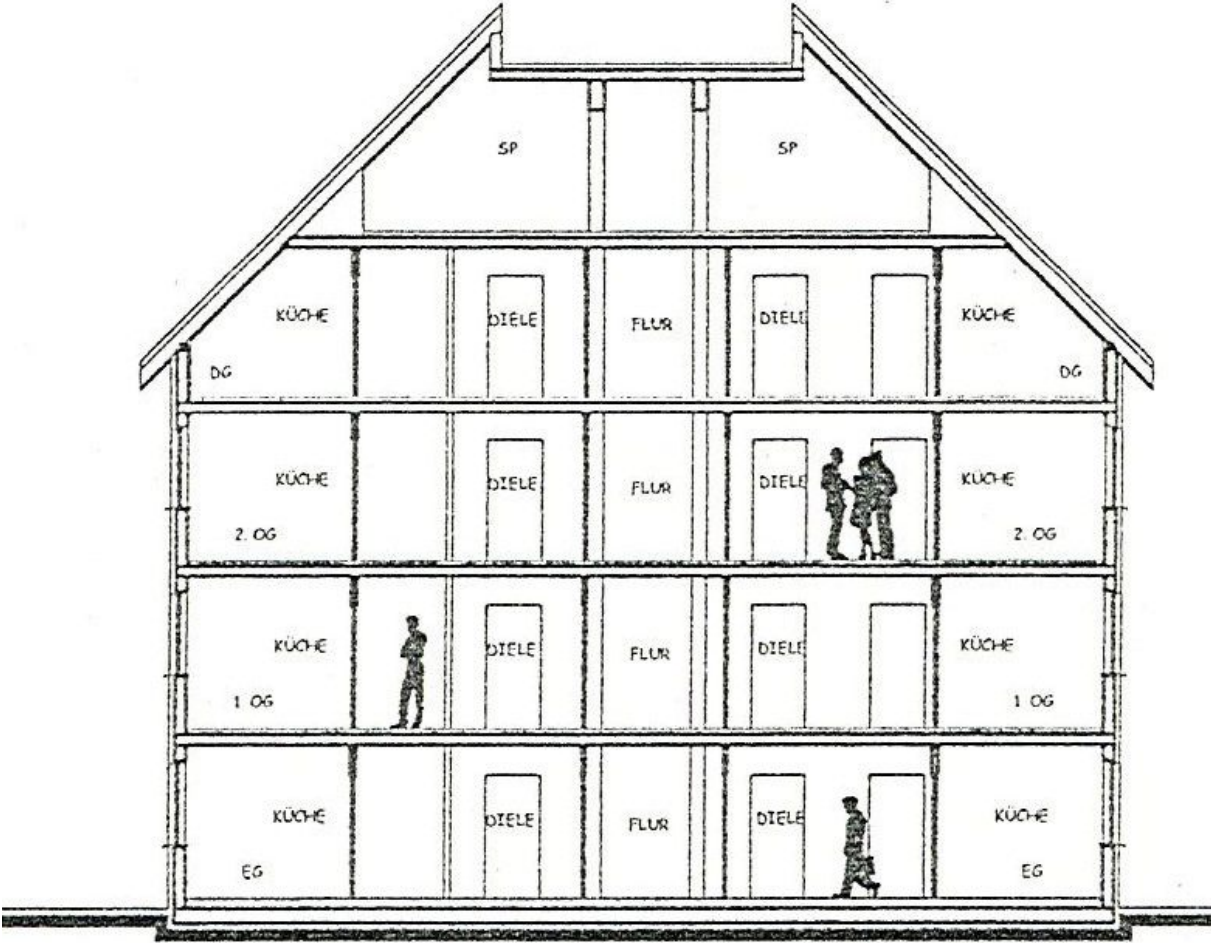 SP SP
KÜCHE DIELE FLUR DIELE KÜCHE
DG DG
KÜCHE DIELE FLUR DIELE KÜCHE
2. OG 2. OG
KÜCHE DIELE FLUR DIELE KÜCHE
1 OG 1 OG
KÜCHE DIELE FLUR DIELE KÜCHE
EG EG